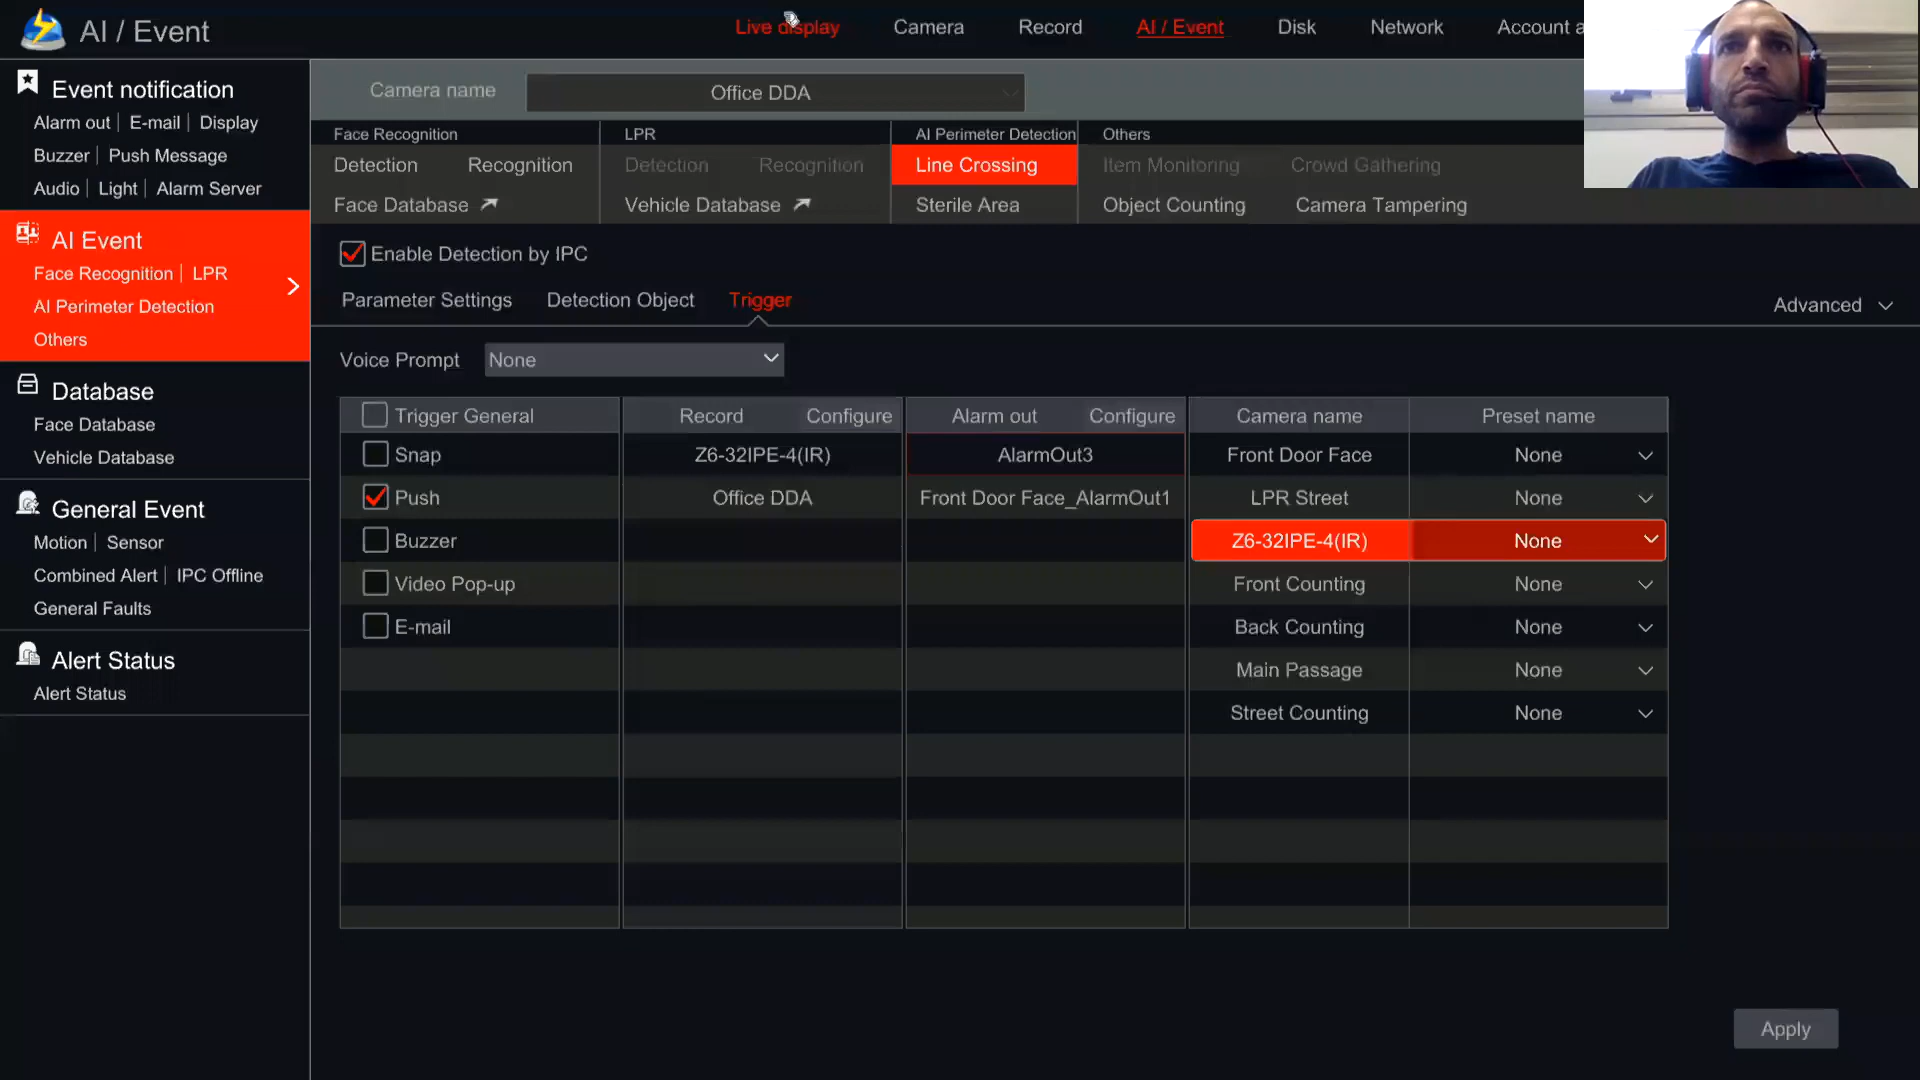 AI / Event
Live display Camera Record AI / Event Disk Network Account a
Event notification
Alarm out | E-mail | Display
Buzzer | Push Message
Audio | Light | Alarm Server
AI Event
Face Recognition | LPR
AI Perimeter Detection
Others
Database
Face Database
Vehicle Database
General Event
Motion | Sensor
Combined Alert | IPC Offline
General Faults
Alert Status
Alert Status
Camera name Office DDA
Face Recognition LPR AI Perimeter Detection Others
Detection Recognition Detection Recognition Line Crossing Item Monitoring Crowd Gathering
Face Database Vehicle Database Sterile Area Object Counting Camera Tampering
Enable Detection by IPC
Parameter Settings Detection Object Trigger Advanced
Voice Prompt None
Trigger General Record Configure Alarm out Configure Camera name Preset name
Snap Z6-32IPE-4(IR) AlarmOut3 Front Door Face None
Push Office DDA Front Door Face_AlarmOut1 LPR Street None
Buzzer Z6-32IPE-4(IR) None
Video Pop-up Front Counting None
E-mail Back Counting None
Main Passage None
Street Counting None
Apply